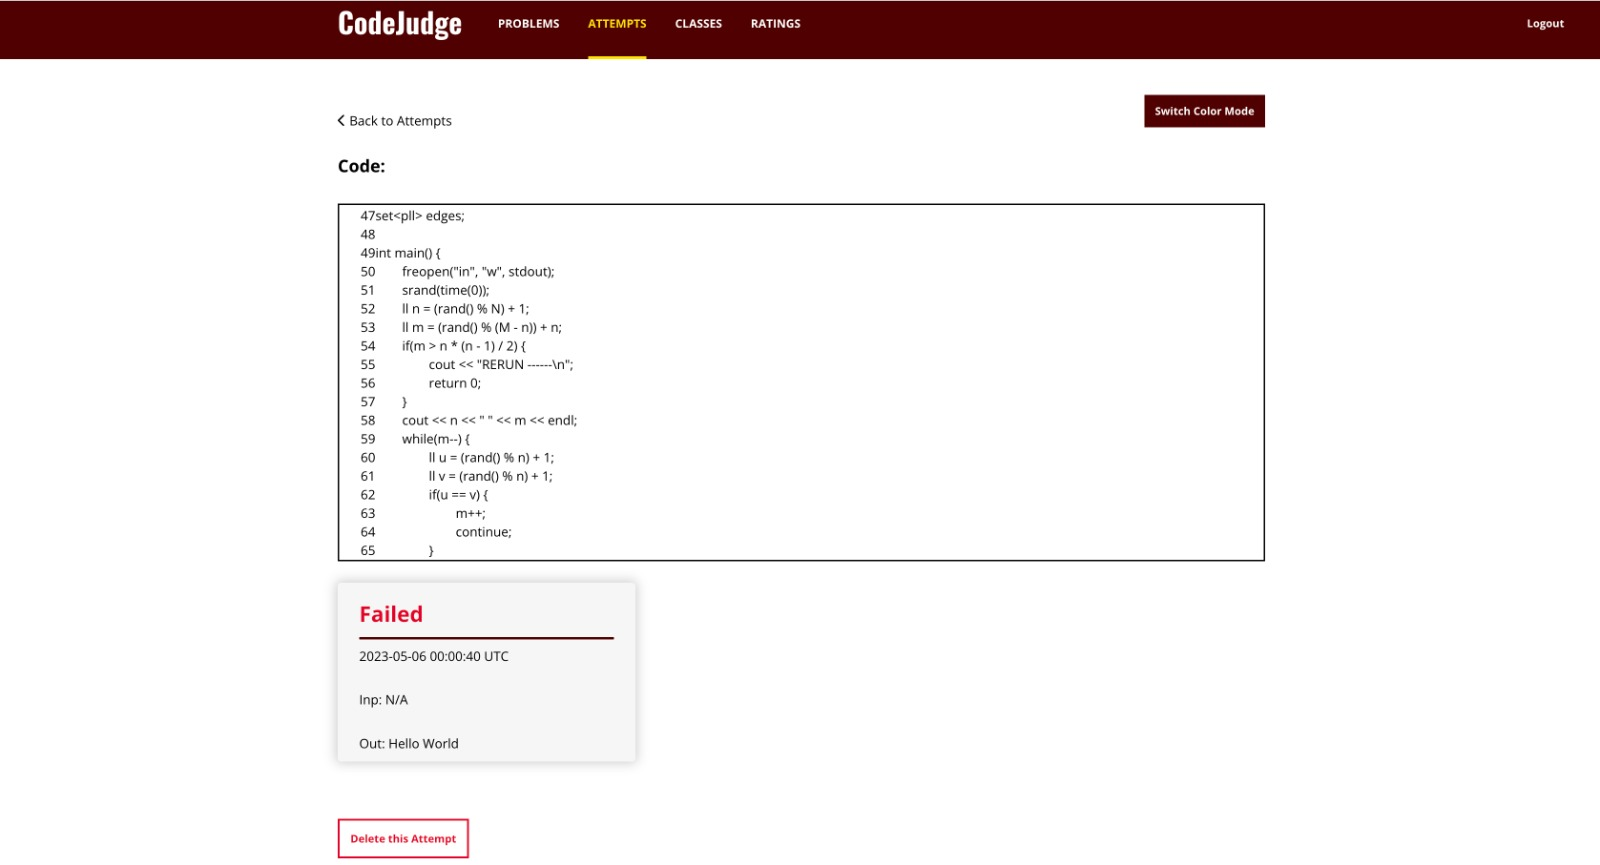 CodeJudge PROBLEMS ATTEMPTS CLASSES RATINGS Logout
Back to Attempts
Switch Color Mode
Code:
47set<pll> edges;
48
49int main() {
50 freopen("in", "w", stdout);
51 srand(time(0));
52 ll n = (rand() % N) + 1;
53 ll m = (rand() % (M - n)) + n;
54 if(m > n * (n - 1) / 2) {
55 cout << "RERUN ------\n";
56 return 0;
57 }
58 cout << n << " " << m << endl;
59 while(m--) {
60 ll u = (rand() % n) + 1;
61 ll v = (rand() % n) + 1;
62 if(u == v) {
63 m++;
64 continue;
65 }
Failed
2023-05-06 00:00:40 UTC
Inp: N/A
Out: Hello World
Delete this Attempt